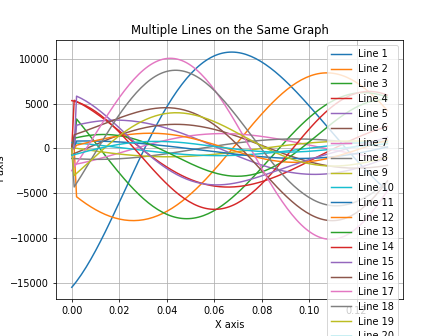 Multiple Lines on the Same Graph
10000
5000
0
−5000
−10000
−15000
0.00
0.02
0.04
0.06
0.08
0.10
X axis
Line 1
Line 2
Line 3
Line 4
Line 5
Line 6
Line 7
Line 8
Line 9
Line 10
Line 11
Line 12
Line 13
Line 14
Line 15
Line 16
Line 17
Line 18
Line 19
Line 20